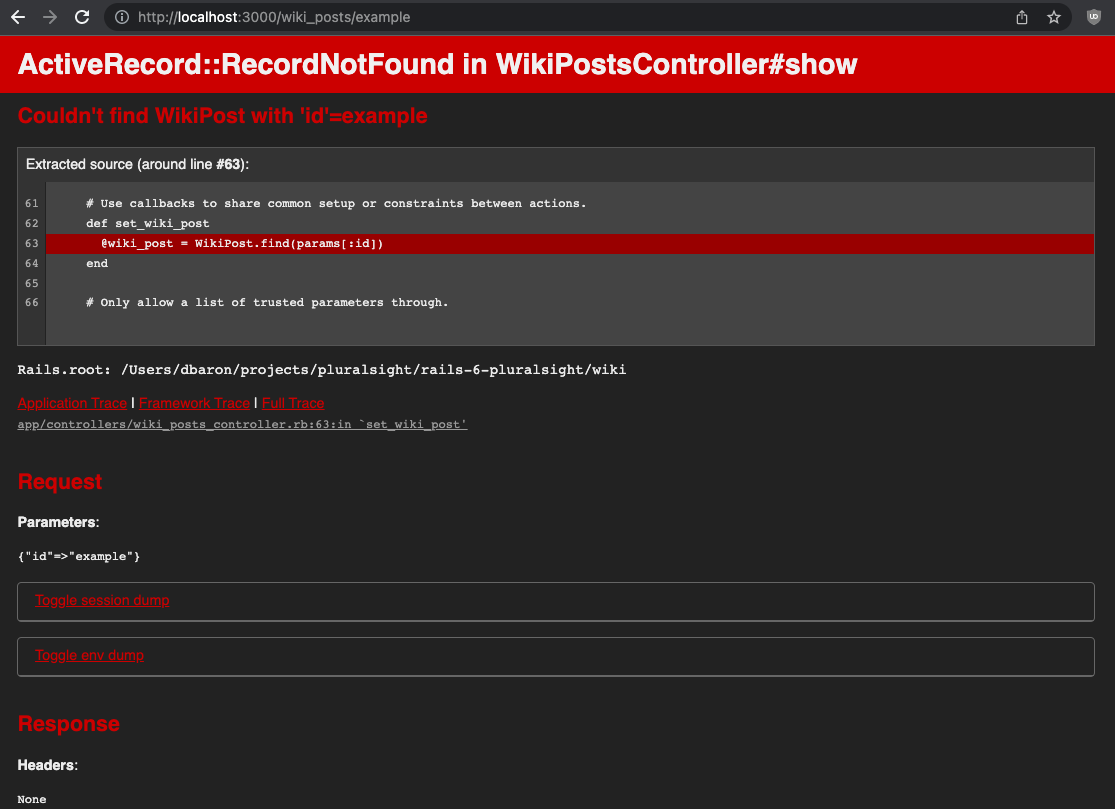 http://localhost:3000/wiki_posts/example
ActiveRecord::RecordNotFound in WikiPostsController#show
Couldn't find WikiPost with 'id'=example
Extracted source (around line #63):
61 # Use callbacks to share common setup or constraints between actions.
62 def set_wiki_post
63 @wiki_post = WikiPost.find(params[:id])
64 end
65
66 # Only allow a list of trusted parameters through.
Rails.root: /Users/dbaron/projects/pluralsight/rails-6-pluralsight/wiki
Application Trace | Framework Trace | Full Trace
app/controllers/wiki_posts_controller.rb:63:in `set_wiki_post'
Request
Parameters:
{"id"=>"example"}
Toggle session dump
Toggle env dump
Response
Headers:
None